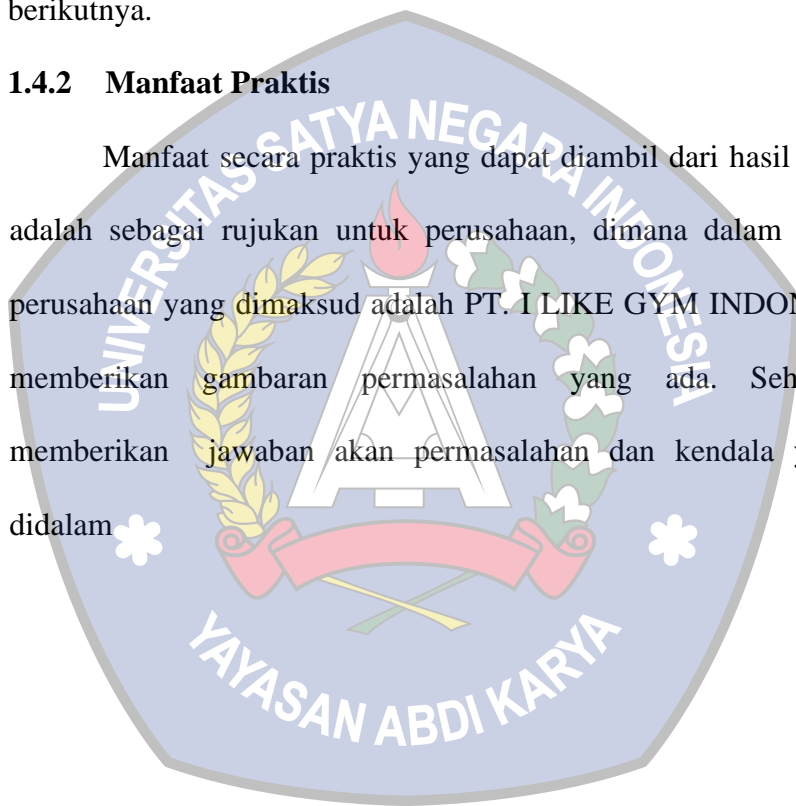 berikutnya.
1.4.2 Manfaat Praktis
Manfaat secara praktis yang dapat diambil dari hasil
adalah sebagai rujukan untuk perusahaan, dimana dalam
perusahaan yang dimaksud adalah PT. I LIKE GYM INDON
memberikan gambaran permasalahan yang ada. Seh
memberikan jawaban akan permasalahan dan kendala y
didalam
UNIVERSITAS SATYA NEGARA INDONESIA
YAYASAN ABDI KARYA